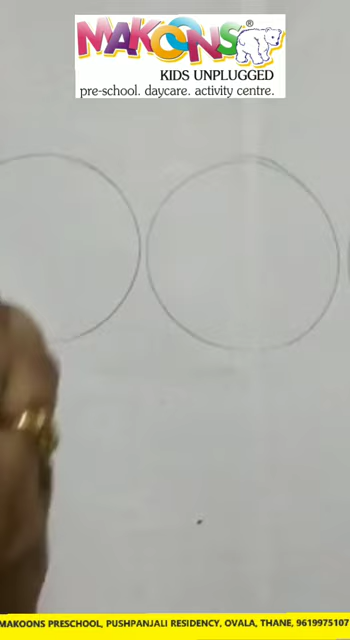 MAKOONS®
KIDS UNPLUGGED
pre-school. daycare. activity centre.
MAKOONS PRESCHOOL, PUSHPANJALI RESIDENCY, OVALA, THANE, 9619975107